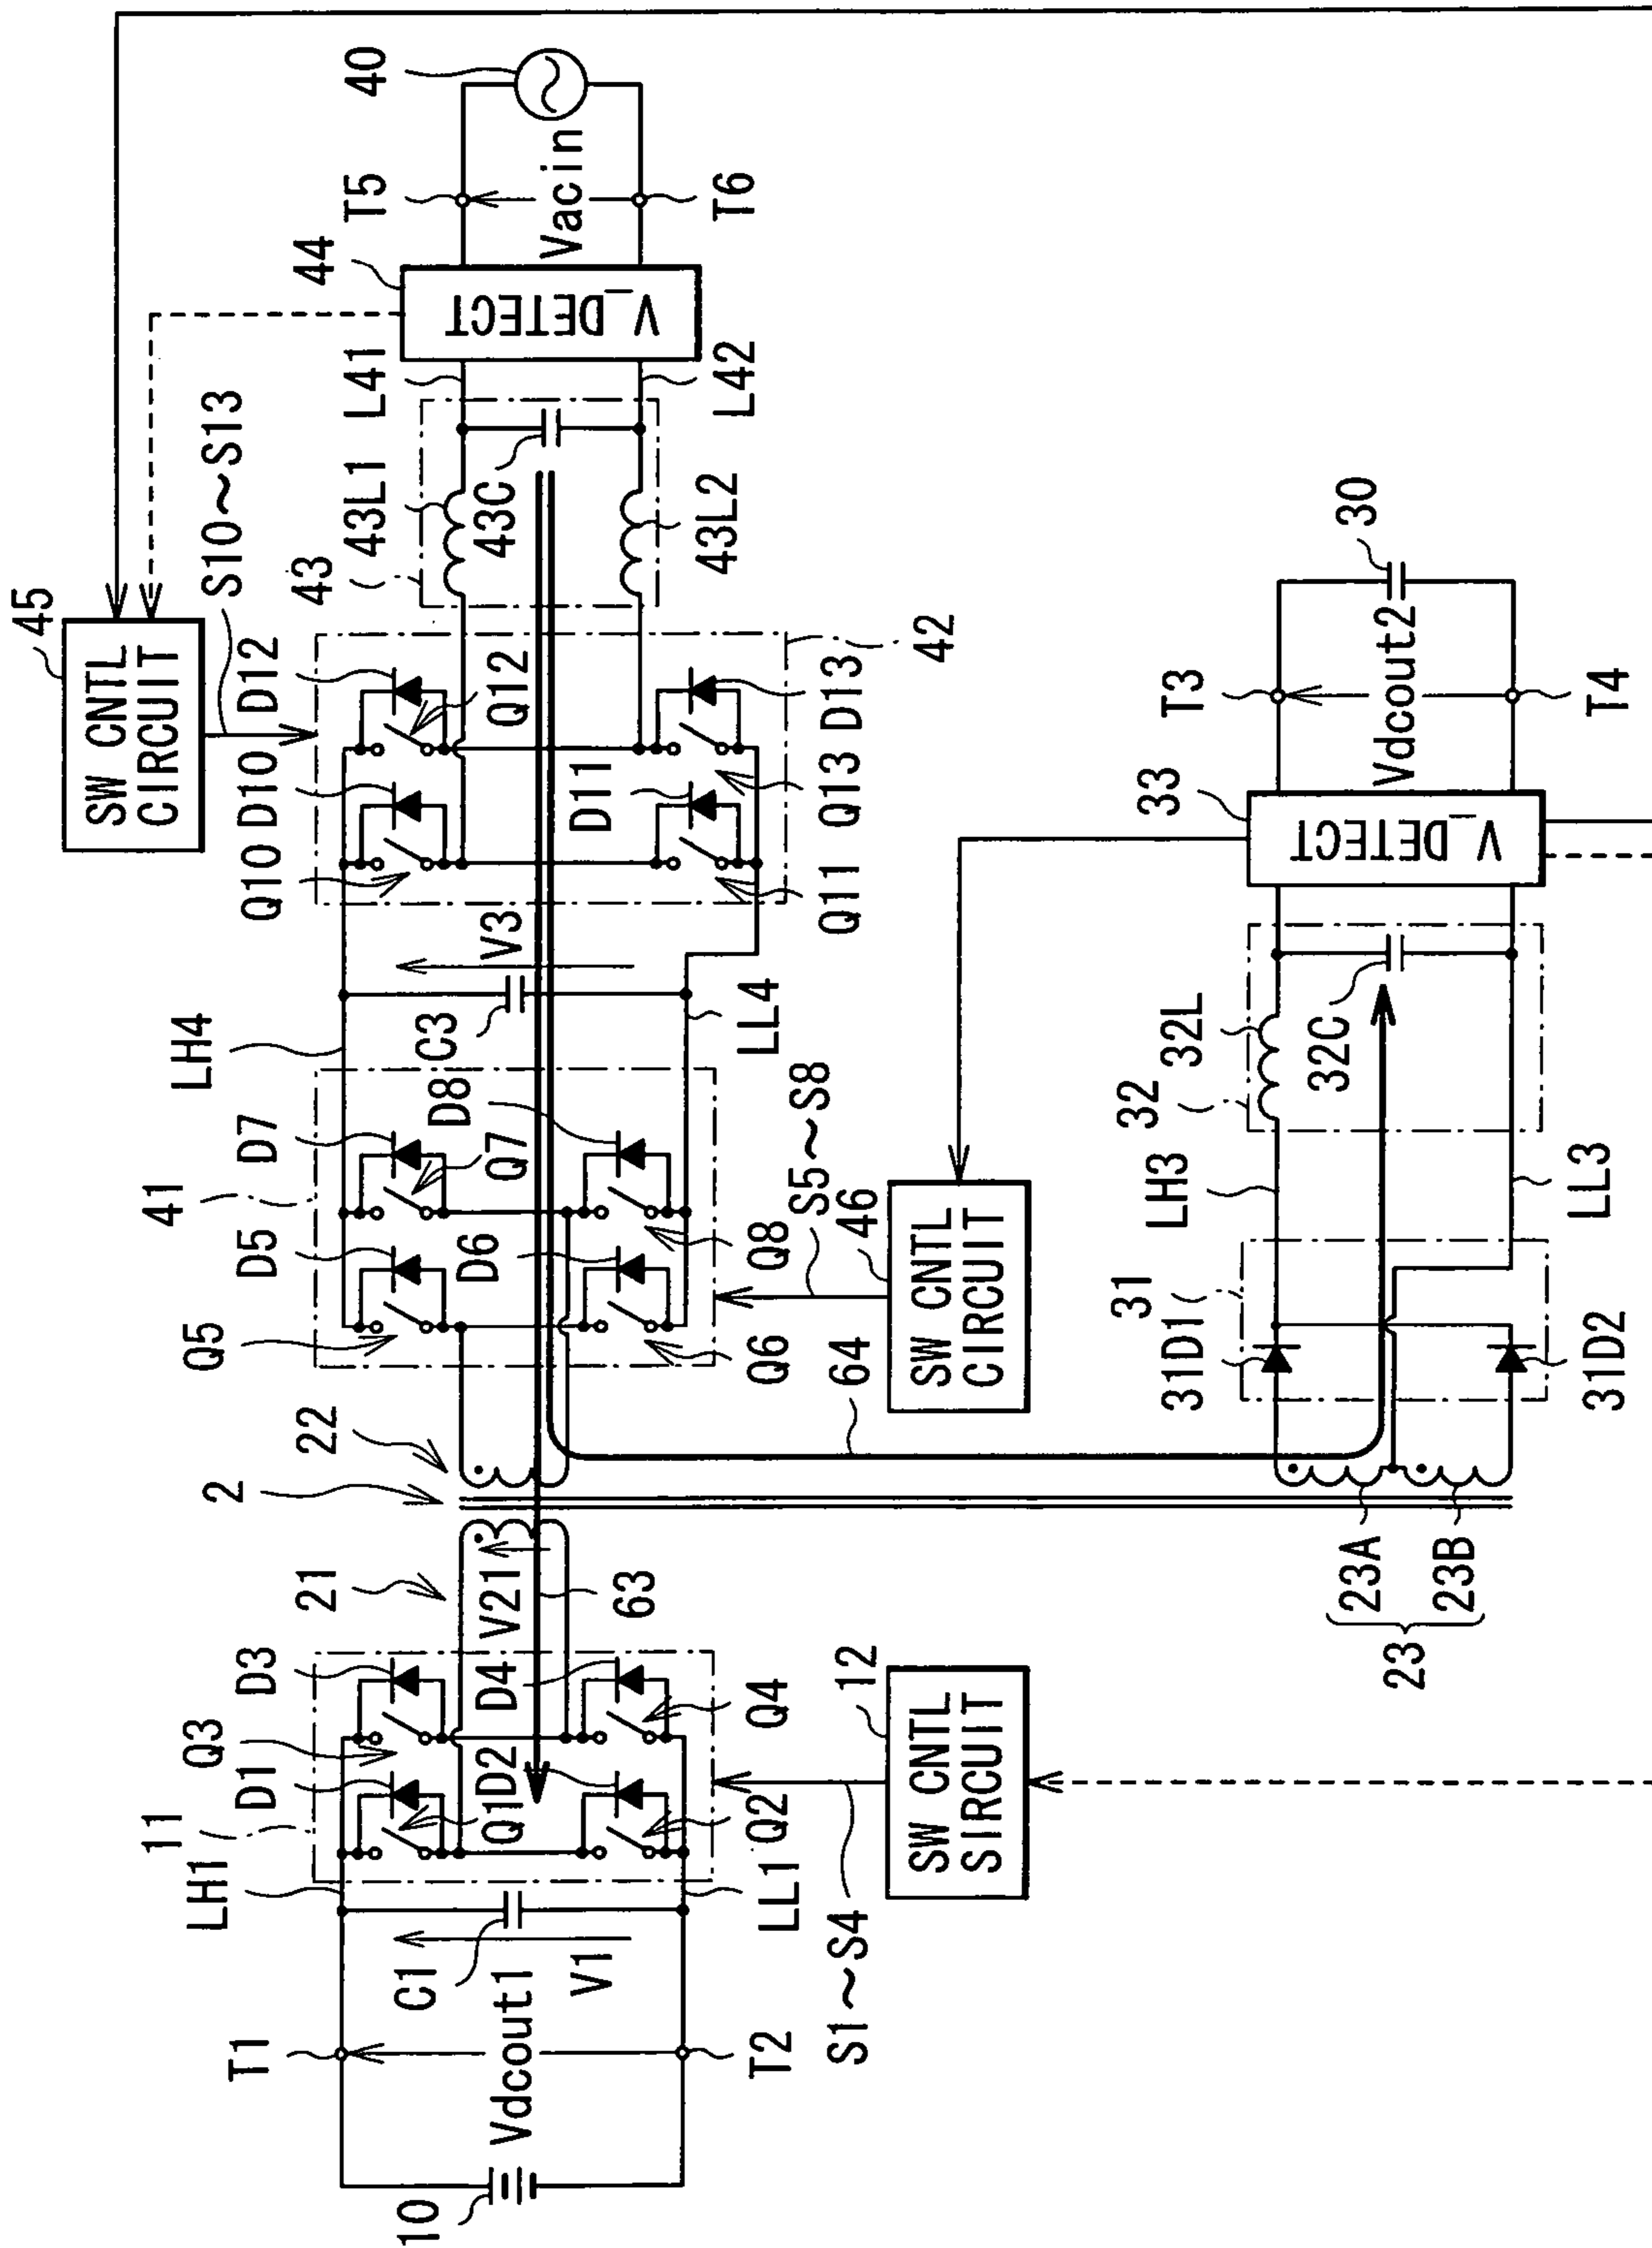 45
SW CNTL
CIRCUIT
S10~S13
44
T5
40
V_DETECT
Vacin
T6
L41
L42
43
43L1
43C
43L2
Q10
D10
D12
Q12
D11
Q11
Q13
D13
42
LH4
V3
C3
LL4
41
D5
D7
Q5
Q7
D8
D6
Q6
Q8
S5~S8
46
SW CNTL
CIRCUIT
64
2
22
21
V21
63
11
LH1
D1
Q3
D3
Q1
D2
D4
Q2
Q4
LL1
12
SW CNTL
SIRCUIT
S1~S4
T1
C1
V1
Vdcout1
T2
10
23A
23B
23
31
31D1
31D2
LH3
LL3
32
32L
32C
33
V_DETECT
T3
Vdcout2
T4
30